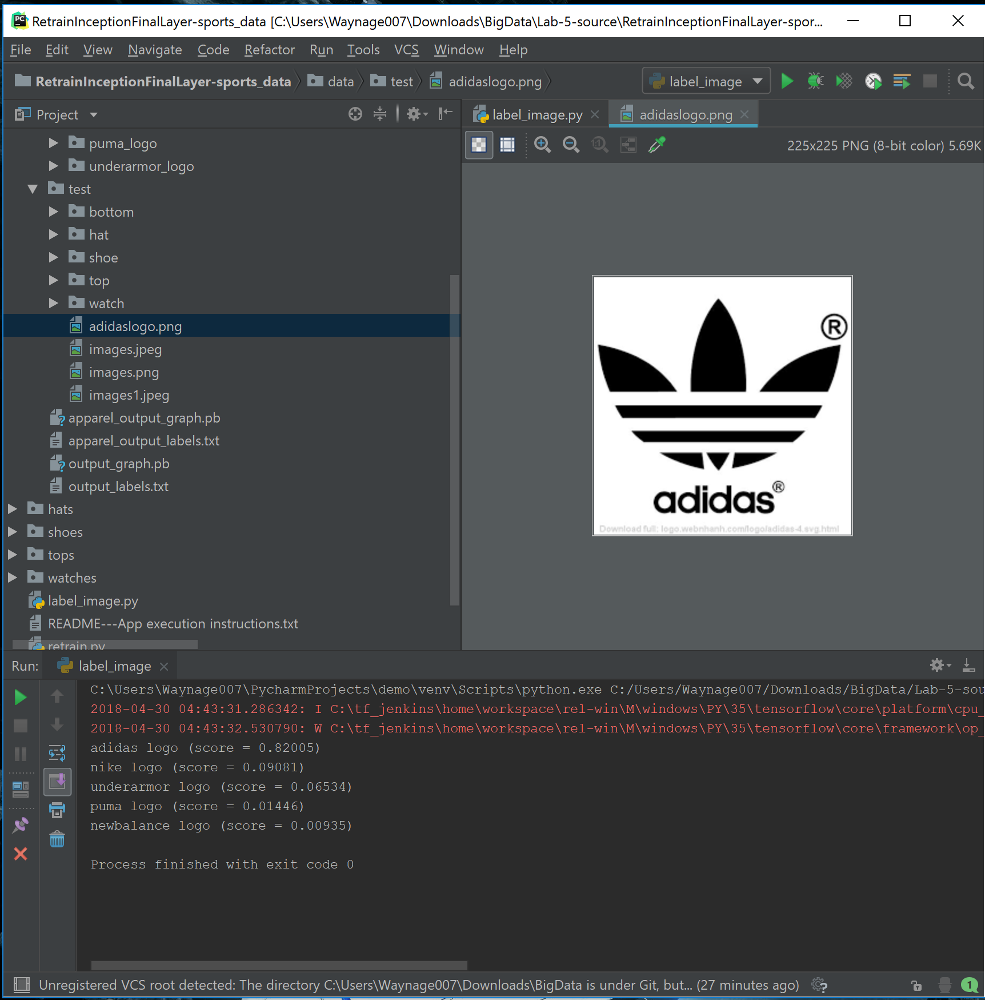 PC RetrainInceptionFinalLayer-sports_data [C:\Users\Waynage007\Downloads\BigData\Lab-5-source\RetrainInceptionFinalLayer-spor...
File Edit View Navigate Code Refactor Run Tools VCS Window Help
RetrainInceptionFinalLayer-sports_data data test adidaslogo.png label_image
Project
label_image.py adidaslogo.png
225x225 PNG (8-bit color) 5.69K
puma_logo
underarmor_logo
test
bottom
hat
shoe
top
watch
adidaslogo.png
images.jpeg
images.png
images1.jpeg
apparel_output_graph.pb
apparel_output_labels.txt
output_graph.pb
output_labels.txt
hats
shoes
tops
watches
label_image.py
README---App execution instructions.txt
retrain.py
®
adidas®
Download full: logo.webnhanh.com/logo/adidas-4.svg.html
Run: label_image
C:\Users\Waynage007\PycharmProjects\demo\venv\Scripts\python.exe C:/Users/Waynage007/Downloads/BigData/Lab-5-sou
2018-04-30 04:43:31.286342: I C:\tf_jenkins\home\workspace\rel-win\M\windows\PY\35\tensorflow\core\platform\cpu_
2018-04-30 04:43:32.530790: W C:\tf_jenkins\home\workspace\rel-win\M\windows\PY\35\tensorflow\core\framework\op_
adidas logo (score = 0.82005)
nike logo (score = 0.09081)
underarmor logo (score = 0.06534)
puma logo (score = 0.01446)
newbalance logo (score = 0.00935)
Process finished with exit code 0
Unregistered VCS root detected: The directory C:\Users\Waynage007\Downloads\BigData is under Git, but... (27 minutes ago) 1